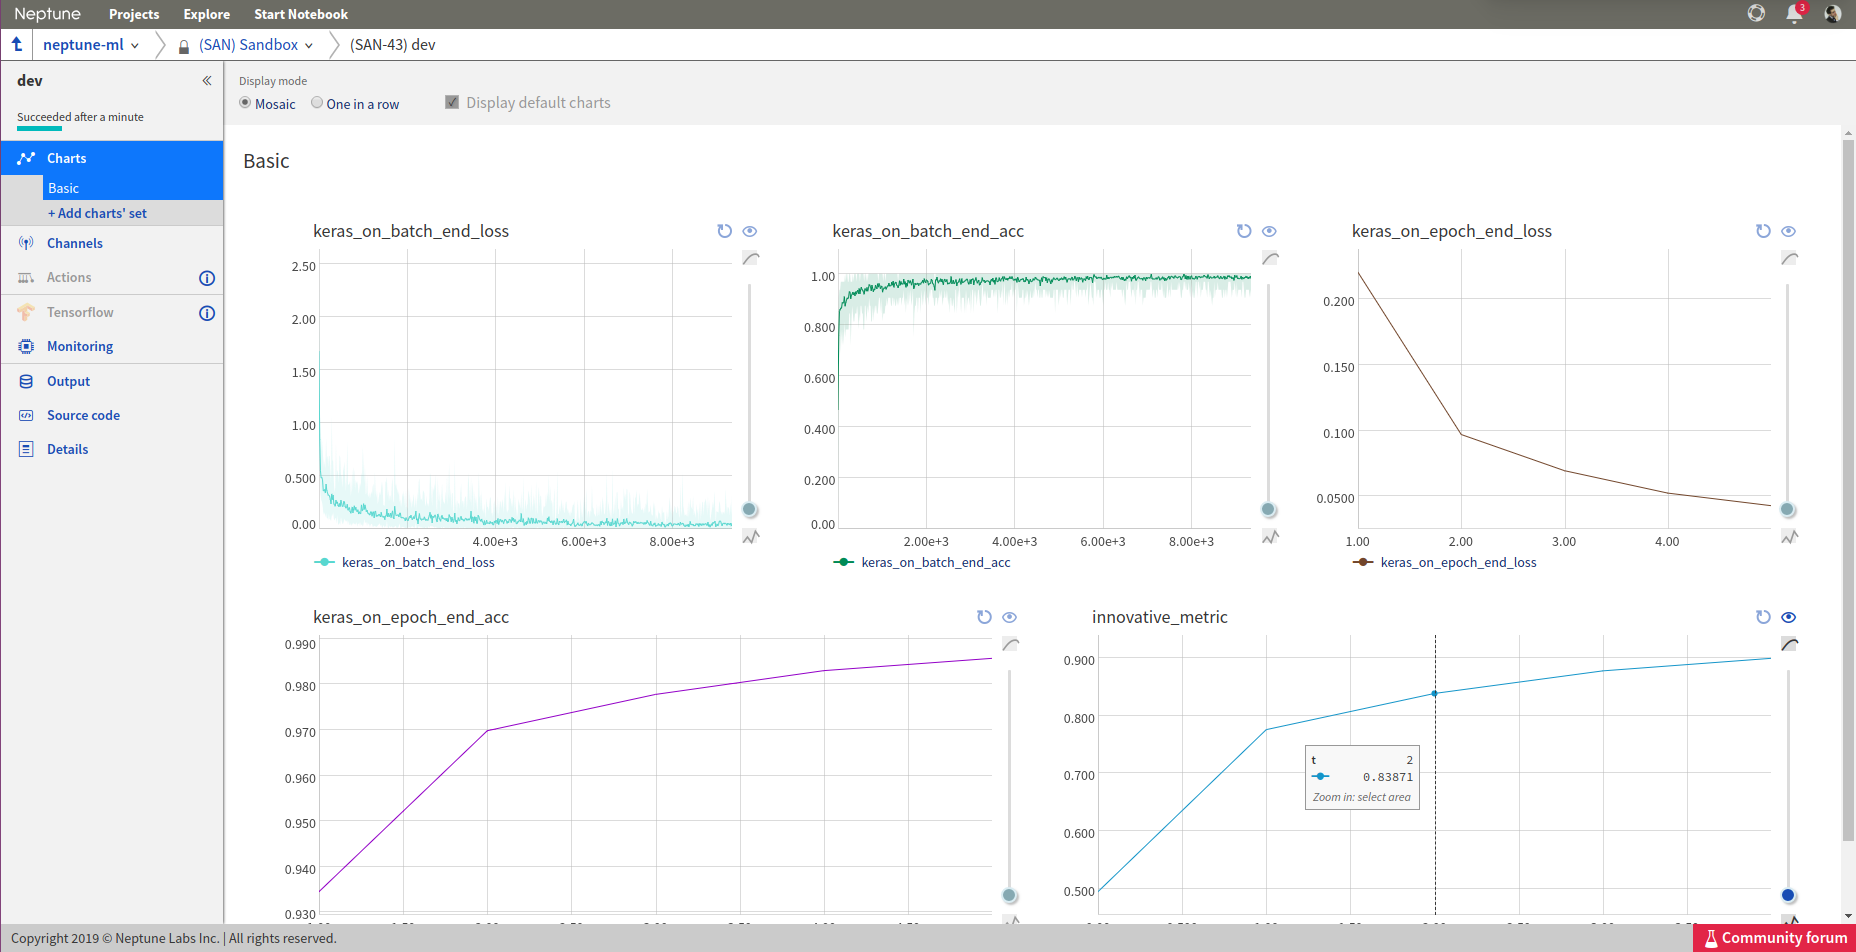 Neptune Projects Explore Start Notebook 3
neptune-ml (SAN) Sandbox (SAN-43) dev
dev «
Succeeded after a minute
Charts
Basic
+ Add charts' set
Channels
Actions
Tensorflow
Monitoring
Output
Source code
Details
Display mode
Mosaic One in a row Display default charts
Basic
keras_on_batch_end_loss
2.50
2.00
1.50
1.00
0.500
0.00
2.00e+3 4.00e+3 6.00e+3 8.00e+3
keras_on_batch_end_loss
keras_on_batch_end_acc
1.00
0.800
0.600
0.400
0.200
0.00
2.00e+3 4.00e+3 6.00e+3 8.00e+3
keras_on_batch_end_acc
keras_on_epoch_end_loss
0.200
0.150
0.100
0.0500
1.00 2.00 3.00 4.00
keras_on_epoch_end_loss
keras_on_epoch_end_acc
0.990
0.980
0.970
0.960
0.950
0.940
0.930
innovative_metric
0.900
0.800
0.700
0.600
0.500
t 2
0.83871
Zoom in: select area
Copyright 2019 © Neptune Labs Inc. | All rights reserved.
Community forum